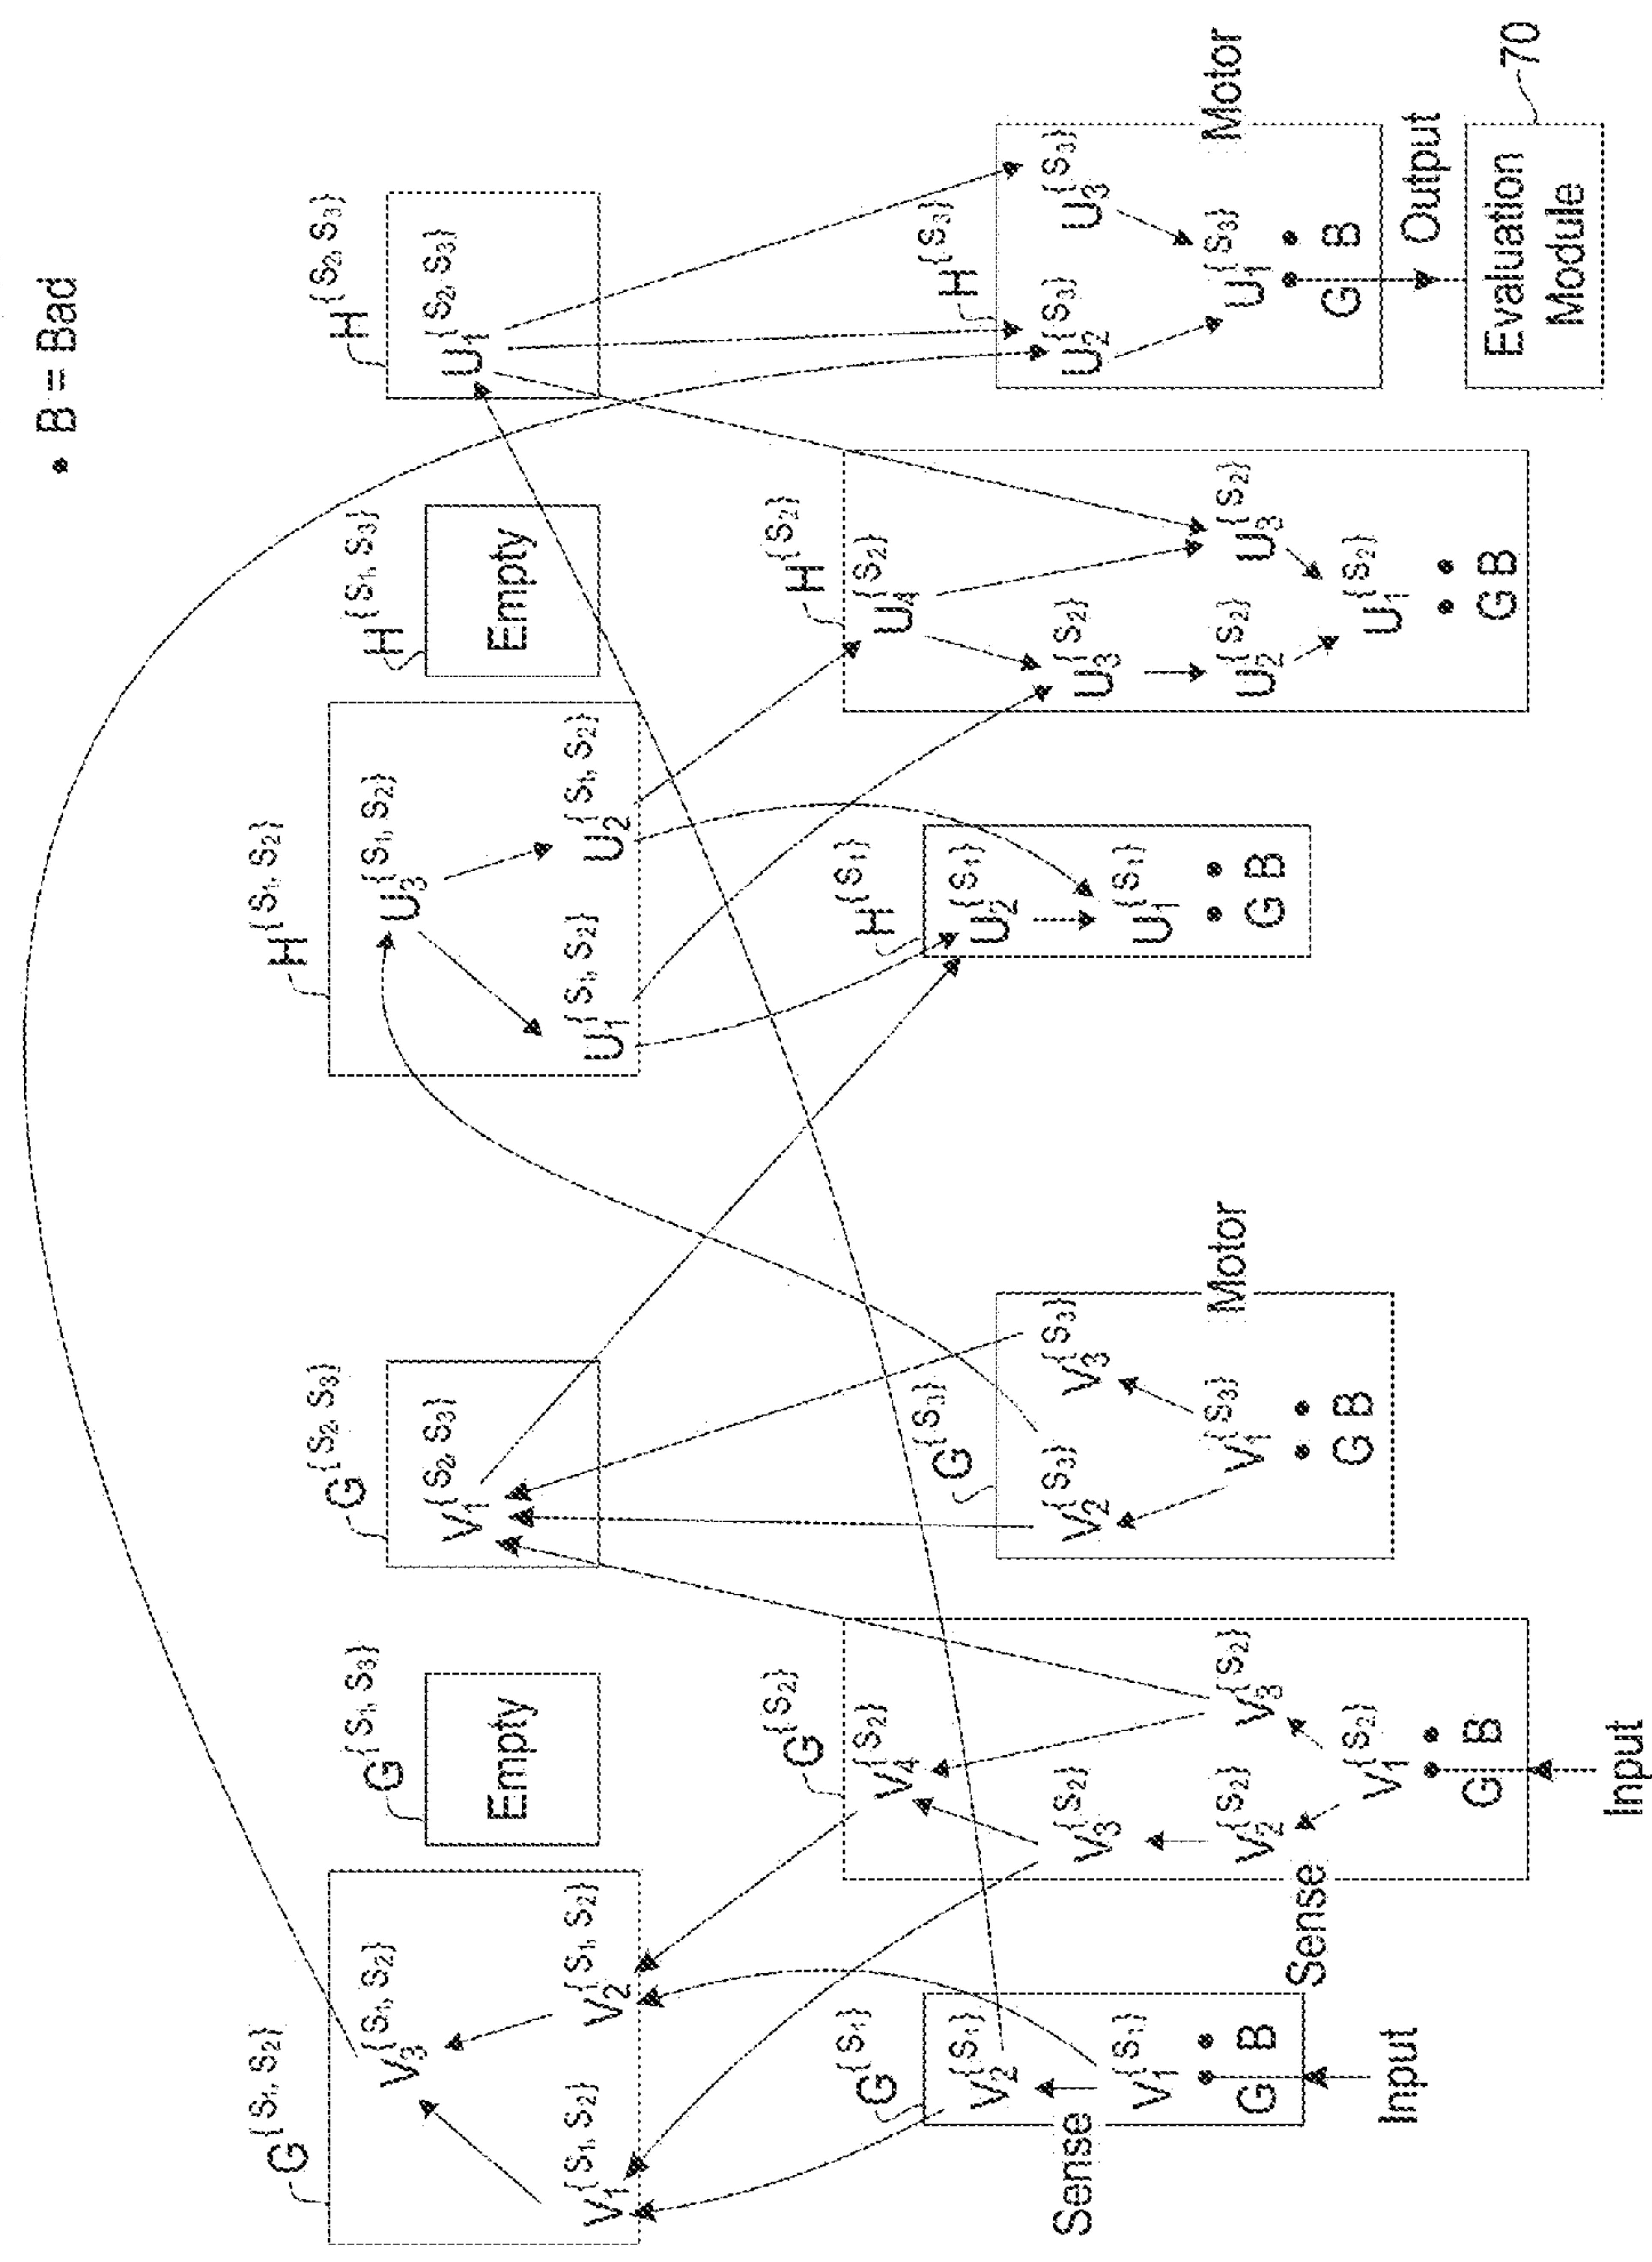 • B = Bad
G{S1, S2}
V3{S1, S2}
V1{S1, S2}
V2{S1, S2}
G{S1, S3}
Empty
G{S2, S3}
V1{S2, S3}
H{S1, S2}
U3{S1, S2}
U1{S1, S2}
U2{S1, S2}
H{S1, S3}
Empty
H{S2, S3}
U1{S2, S3}
G{S1}
V2{S1}
Sense
V1{S1}
G B
Input
G{S2}
V4{S2}
V3{S2}
V2{S2}
V3{S2}
Sense
V1{S2}
G B
Input
G{S3}
V2{S3}
V3{S3}
V1{S3}
Motor
G B
H{S1}
U2{S1}
U1{S1}
G B
H{S2}
U4{S2}
U3{S2}
U2{S2}
U3{S2}
U1{S2}
G B
H{S3}
U2{S3}
U3{S3}
U1{S3}
Motor
G B
Output
Evaluation
Module
70